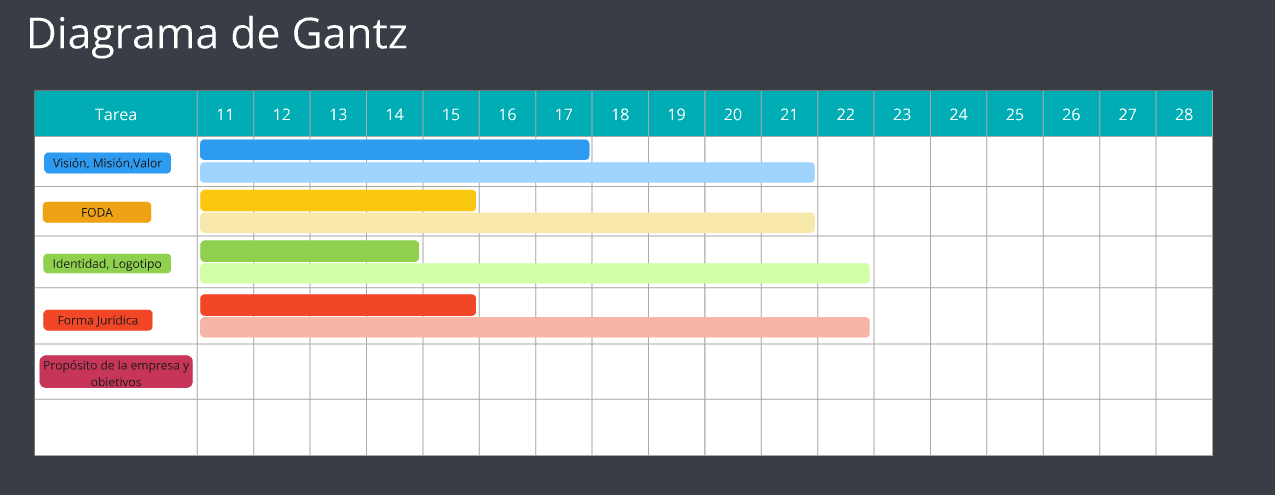 Diagrama de Gantz
Tarea 11 12 13 14 15 16 17 18 19 20 21 22 23 24 25 26 27 28
Visión, Misión,Valor
FODA
Identidad, Logotipo
Forma Jurídica
Propósito de la empresa y
objetivos